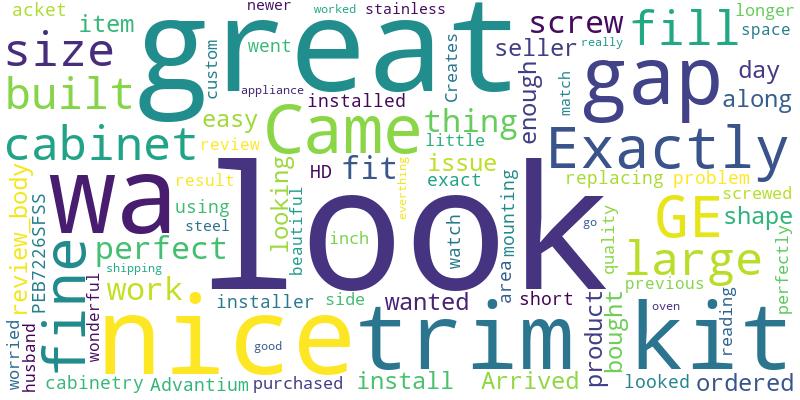 acket
item
newer
worked
stainless
longer
great
went
custom
appliance
installed
Creates
seller
screw
fill
space
size
built
easy
Came
thing
enough
gap
day
match
really
along
cabinet
review
little
Exactly
wa
look
result
looking
HD
fit
issue
exact
replacing
problem
everything
screwed
using
steel
beautiful
inch
watch
mounting
area
go
GE
shape
quality
large
perfectly
review body
PEB7226SFSS
fine
perfect
shipping
work
wonderful
installer
side
wanted
short
previous
product
bought
reading
nice
trim
kit
good
oven
worried
husband
cabinetry
Advantium
purchased
install
Arrived
looked
ordered